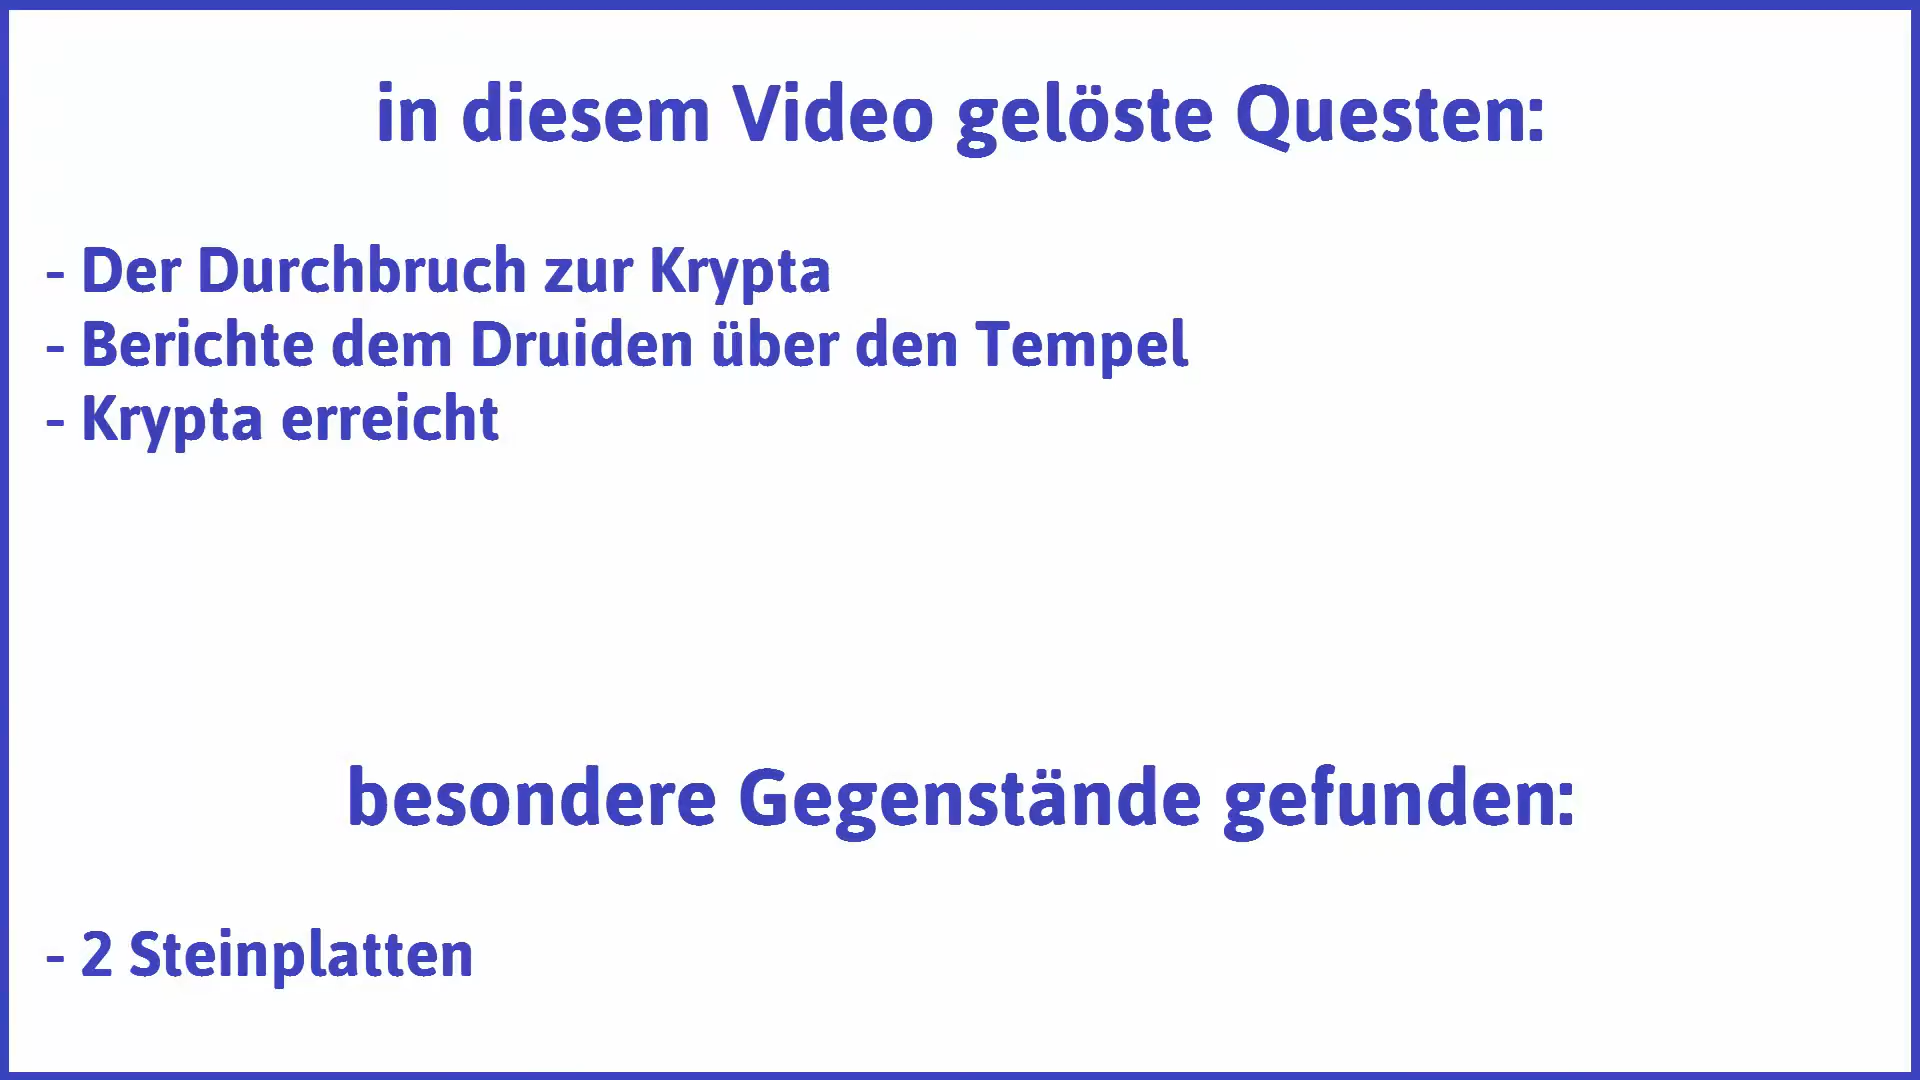 in diesem Video gelöste Questen:
- Der Durchbruch zur Krypta
- Berichte dem Druiden über den Tempel
- Krypta erreicht
besondere Gegenstände gefunden:
- 2 Steinplatten